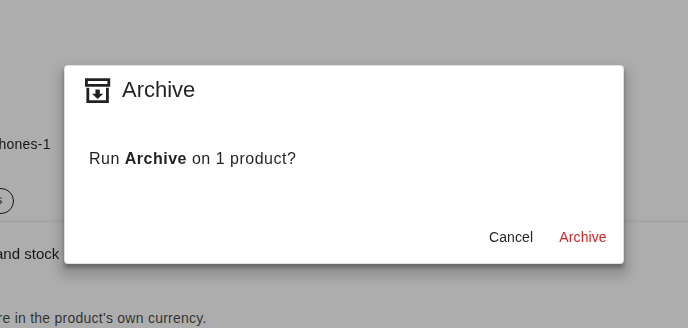 Archive
hones-1
Run Archive on 1 product?
s
Cancel Archive
and stock
re in the product's own currency.